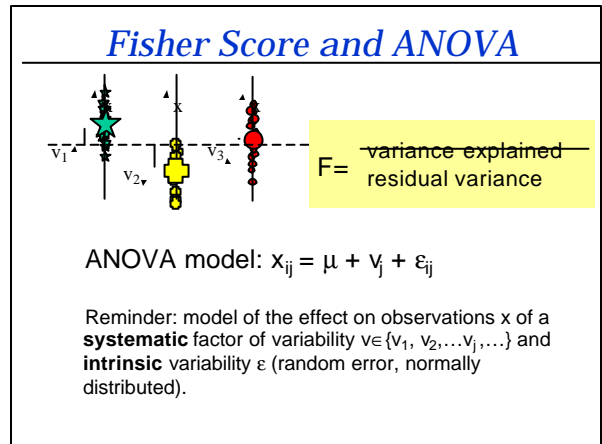 Fisher Score and ANOVA
x
v₁
v₂
v₃
F= variance explained
residual variance
ANOVA model: xᵢⱼ = μ + vⱼ + εᵢⱼ
Reminder: model of the effect on observations x of a
systematic factor of variability v∈{v₁, v₂,…vⱼ,…} and
intrinsic variability ε (random error, normally
distributed).